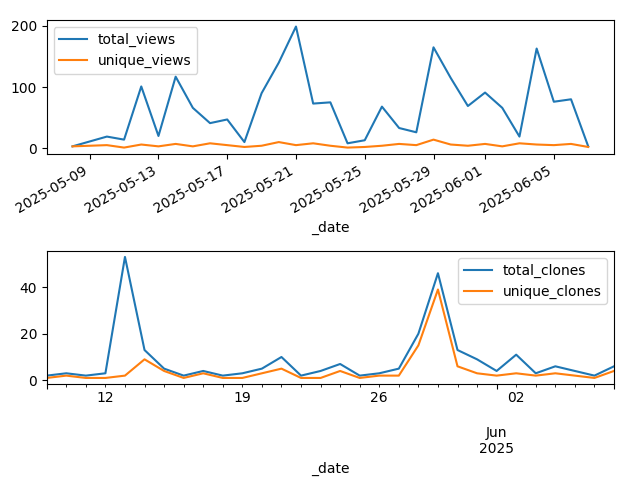 200
100
0
total_views
unique_views
2025-05-09
2025-05-13
2025-05-17
2025-05-21
2025-05-25
2025-05-29
2025-06-01
2025-06-05
_date
40
20
0
total_clones
unique_clones
12
19
26
02
Jun
2025
_date